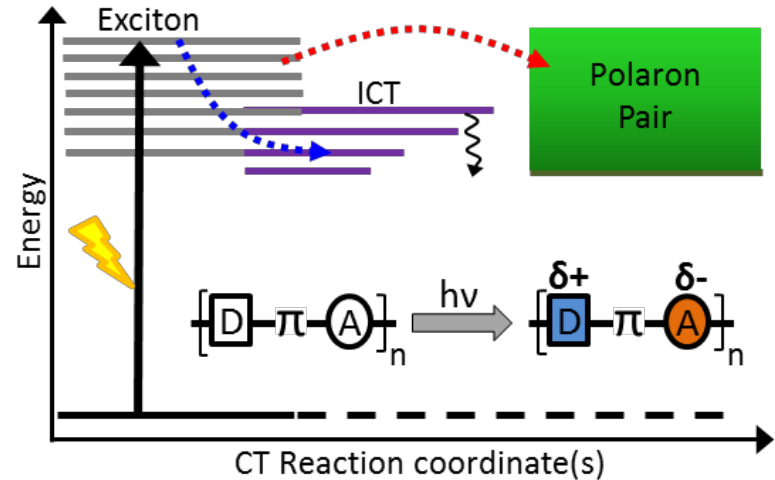 Exciton
ICT
Polaron
Pair
Energy
δ+ δ-
[D π A]n hν [D π A]n
CT Reaction coordinate(s)